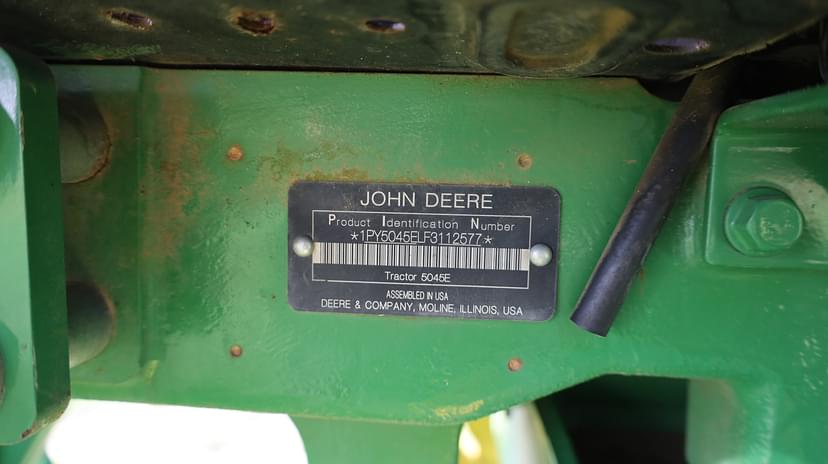 JOHN DEERE
Product Identification Number
*1PY5045ELF3112577*
Tractor 5045E
ASSEMBLED IN USA
DEERE & COMPANY, MOLINE, ILLINOIS, USA